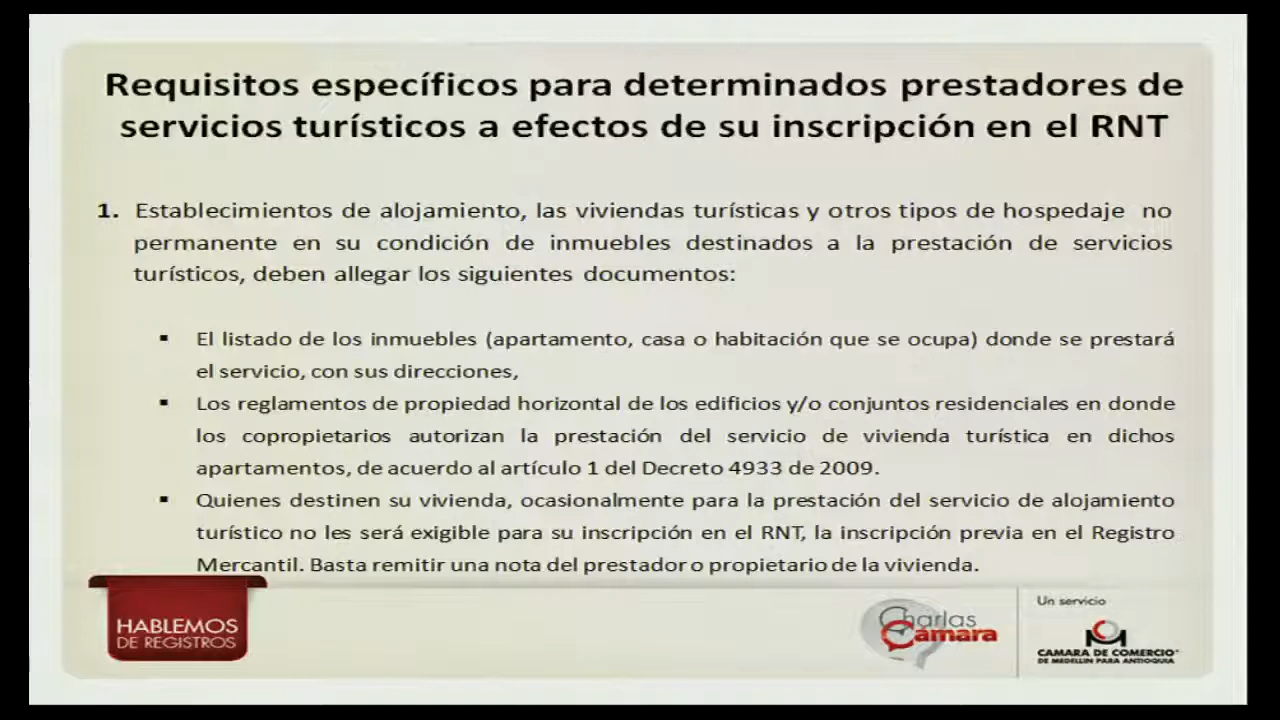 Requisitos específicos para determinados prestadores de
servicios turísticos a efectos de su inscripción en el RNT
1. Establecimientos de alojamiento, las viviendas turísticas y otros tipos de hospedaje no
permanente en su condición de inmuebles destinados a la prestación de servicios
turísticos, deben allegar los siguientes documentos:
▪ El listado de los inmuebles (apartamento, casa o habitación que se ocupa) donde se prestará
el servicio, con sus direcciones,
▪ Los reglamentos de propiedad horizontal de los edificios y/o conjuntos residenciales en donde
los copropietarios autorizan la prestación del servicio de vivienda turística en dichos
apartamentos, de acuerdo al artículo 1 del Decreto 4933 de 2009.
▪ Quienes destinen su vivienda, ocasionalmente para la prestación del servicio de alojamiento
turístico no les será exigible para su inscripción en el RNT, la inscripción previa en el Registro
Mercantil. Basta remitir una nota del prestador o propietario de la vivienda.
HABLEMOS
DE REGISTROS
Charlas
Cámara
Un servicio
CAMARA DE COMERCIO
DE MEDELLIN PARA ANTIOQUIA